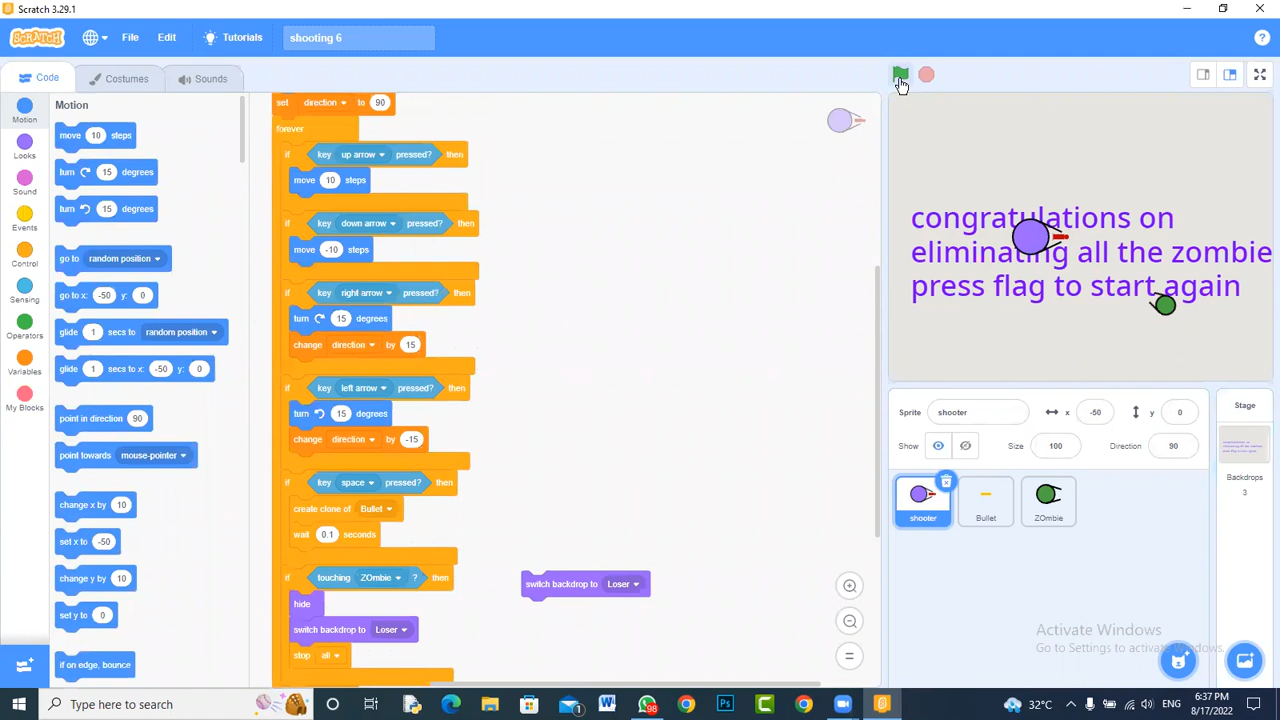 Scratch 3.29.1
SCRATCH File Edit Tutorials shooting 6
Code Costumes Sounds
Motion
Looks
Sound
Events
Control
Sensing
Operators
Variables
My Blocks
Motion
move 10 steps
turn 15 degrees
turn 15 degrees
go to random position
go to x: -50 y: 0
glide 1 secs to random position
glide 1 secs to x: -50 y: 0
point in direction 90
point towards mouse-pointer
change x by 10
set x to -50
change y by 10
set y to 0
if on edge, bounce
set direction to 90
forever
if key up arrow pressed? then
move 10 steps
if key down arrow pressed? then
move -10 steps
if key right arrow pressed? then
turn 15 degrees
change direction by 15
if key left arrow pressed? then
turn 15 degrees
change direction by -15
if key space pressed? then
create clone of Bullet
wait 0.1 seconds
if touching ZOmbie ? then
hide
switch backdrop to Loser
stop all
switch backdrop to Loser
congratulations on
eliminating all the zombie
press flag to start again
Sprite shooter x -50 y 0
Show Size 100 Direction 90
shooter Bullet ZOmbie
Stage
Backdrops
3
Activate Windows
Go to Settings to activate Windows.
Type here to search
98
1
32°C
6:37 PM
8/17/2022